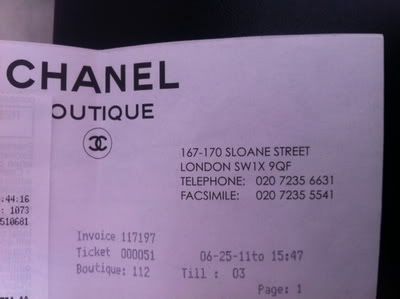 CHANEL
BOUTIQUE
167-170 SLOANE STREET
LONDON SW1X 9QF
TELEPHONE: 020 7235 6631
FACSIMILE: 020 7235 5541
:44:16
: 1073
510681
Invoice 117197
Ticket 000051 06-25-11to 15:47
Boutique: 112 Till : 03
Page: 1